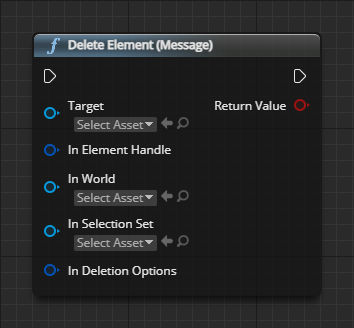 Delete Element (Message)
Target
Return Value
Select Asset
In Element Handle
In World
Select Asset
In Selection Set
Select Asset
In Deletion Options